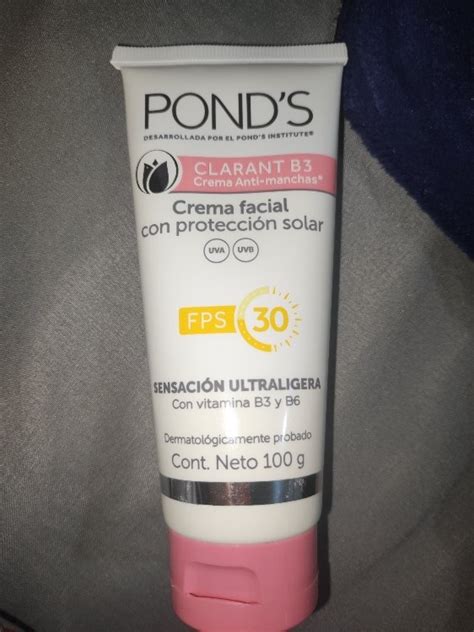 POND'S
DESARROLLADA POR EL POND'S INSTITUTE®
CLARANT B3
Crema Anti-manchas*
Crema facial
con protección solar
UVA UVB
FPS 30
SENSACIÓN ULTRALIGERA
Con vitamina B3 y B6
Dermatológicamente probado
Cont. Neto 100 g